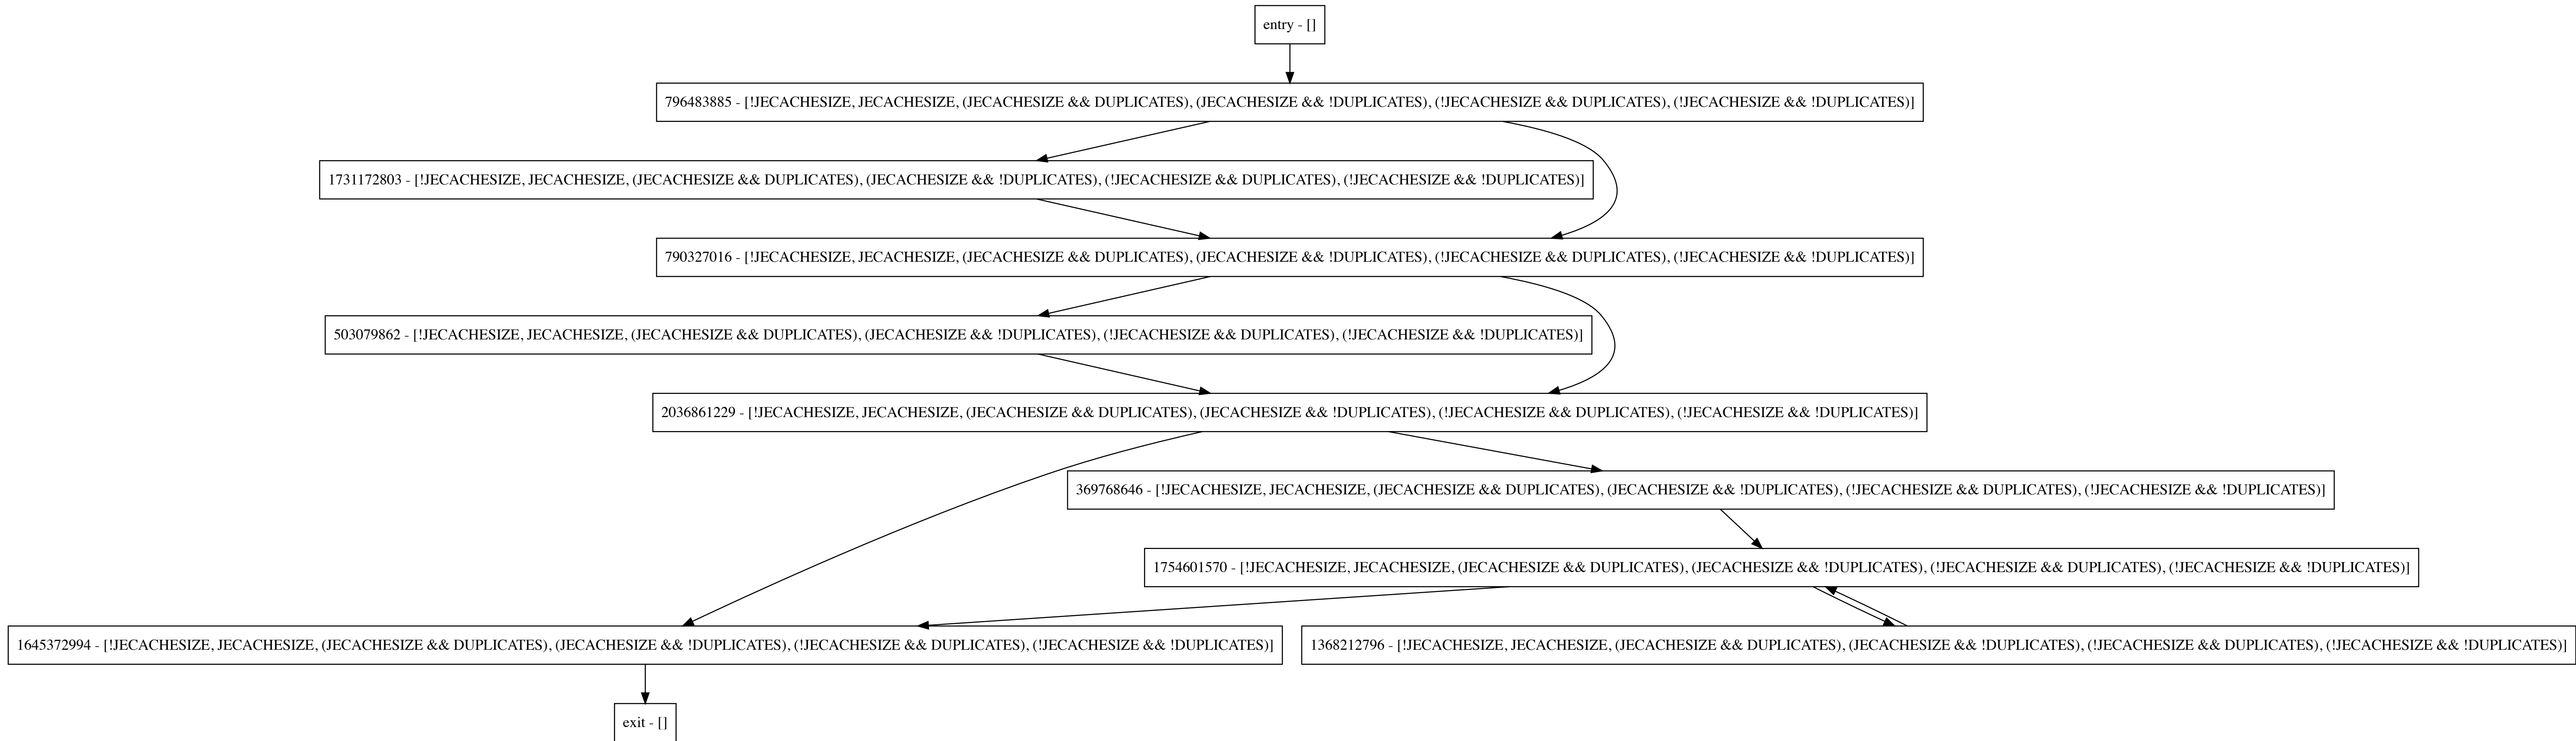 entry - []
796483885 - [!JECACHESIZE, JECACHESIZE, (JECACHESIZE && DUPLICATES), (JECACHESIZE && !DUPLICATES), (!JECACHESIZE && DUPLICATES), (!JECACHESIZE && !DUPLICATES)]
1731172803 - [!JECACHESIZE, JECACHESIZE, (JECACHESIZE && DUPLICATES), (JECACHESIZE && !DUPLICATES), (!JECACHESIZE && DUPLICATES), (!JECACHESIZE && !DUPLICATES)]
790327016 - [!JECACHESIZE, JECACHESIZE, (JECACHESIZE && DUPLICATES), (JECACHESIZE && !DUPLICATES), (!JECACHESIZE && DUPLICATES), (!JECACHESIZE && !DUPLICATES)]
503079862 - [!JECACHESIZE, JECACHESIZE, (JECACHESIZE && DUPLICATES), (JECACHESIZE && !DUPLICATES), (!JECACHESIZE && DUPLICATES), (!JECACHESIZE && !DUPLICATES)]
2036861229 - [!JECACHESIZE, JECACHESIZE, (JECACHESIZE && DUPLICATES), (JECACHESIZE && !DUPLICATES), (!JECACHESIZE && DUPLICATES), (!JECACHESIZE && !DUPLICATES)]
369768646 - [!JECACHESIZE, JECACHESIZE, (JECACHESIZE && DUPLICATES), (JECACHESIZE && !DUPLICATES), (!JECACHESIZE && DUPLICATES), (!JECACHESIZE && !DUPLICATES)]
1754601570 - [!JECACHESIZE, JECACHESIZE, (JECACHESIZE && DUPLICATES), (JECACHESIZE && !DUPLICATES), (!JECACHESIZE && DUPLICATES), (!JECACHESIZE && !DUPLICATES)]
1645372994 - [!JECACHESIZE, JECACHESIZE, (JECACHESIZE && DUPLICATES), (JECACHESIZE && !DUPLICATES), (!JECACHESIZE && DUPLICATES), (!JECACHESIZE && !DUPLICATES)]
1368212796 - [!JECACHESIZE, JECACHESIZE, (JECACHESIZE && DUPLICATES), (JECACHESIZE && !DUPLICATES), (!JECACHESIZE && DUPLICATES), (!JECACHESIZE && !DUPLICATES)]
exit - []